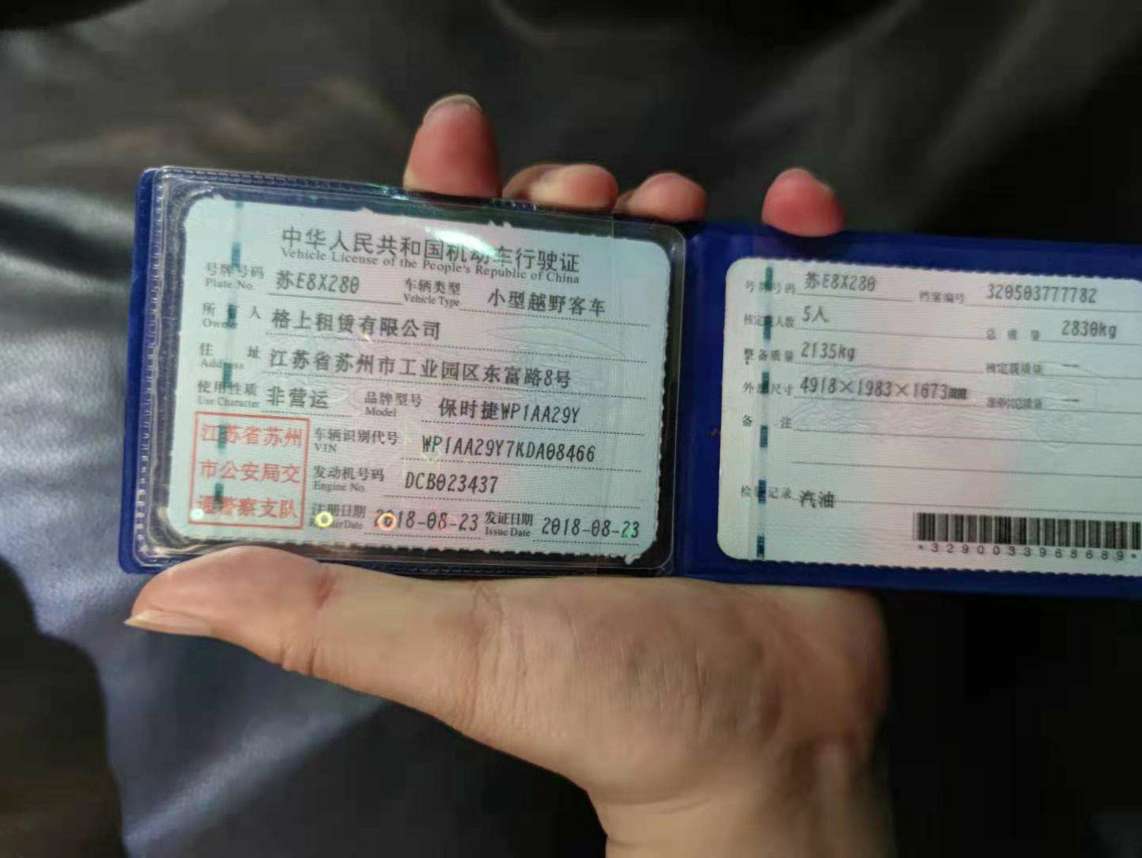 中华人民共和国机动车行驶证
Vehicle License of the People's Republic of China
号牌号码 苏E8X280 车辆类型 小型越野客车
Plate No. Vehicle Type
所有人 格上租赁有限公司
Owner
住址 江苏省苏州市工业园区东富路8号
Address
使用性质 非营运 品牌型号 保时捷WP1AA29Y
Use Character Model
江苏省苏州
市公安局交
通警察支队
车辆识别代号 WP1AA29Y7KDA08466
VIN
发动机号码 DCB023437
Engine No.
注册日期 2018-08-23 发证日期 2018-08-23
Date Issue Date
号牌号码 苏E8X280 档案编号 320503777782
核定载人数 5人 总质量 2830kg
整备质量 2135kg 核定载质量 —
外廓尺寸 4918×1983×1673mm —
备注
检验记录 汽油
*3290033968689*